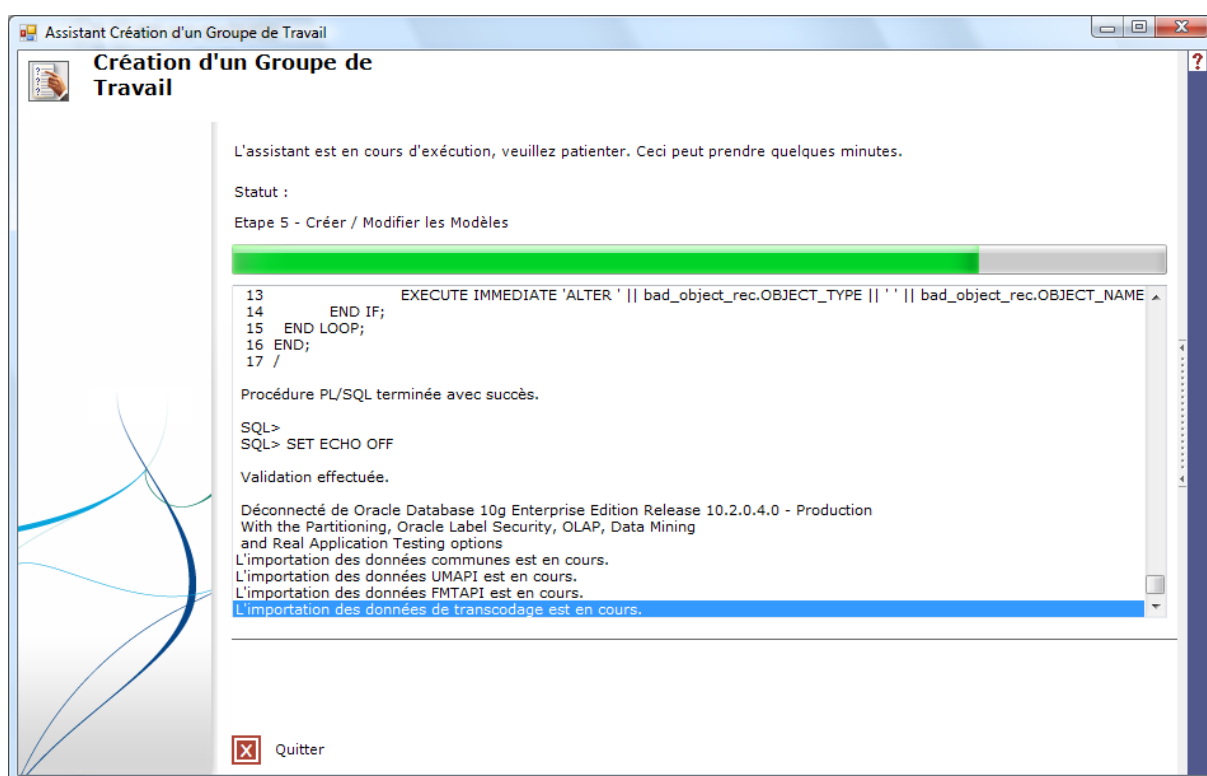 Assistant Création d'un Groupe de Travail
Création d'un Groupe de
Travail
L'assistant est en cours d'exécution, veuillez patienter. Ceci peut prendre quelques minutes.
Statut :
Etape 5 - Créer / Modifier les Modèles
13 EXECUTE IMMEDIATE 'ALTER ' || bad_object_rec.OBJECT_TYPE || ' ' || bad_object_rec.OBJECT_NAME
14 END IF;
15 END LOOP;
16 END;
17 /
Procédure PL/SQL terminée avec succès.
SQL>
SQL> SET ECHO OFF
Validation effectuée.
Déconnecté de Oracle Database 10g Enterprise Edition Release 10.2.0.4.0 - Production
With the Partitioning, Oracle Label Security, OLAP, Data Mining
and Real Application Testing options
L'importation des données communes est en cours.
L'importation des données UMAPI est en cours.
L'importation des données FMTAPI est en cours.
L'importation des données de transcodage est en cours.
Quitter